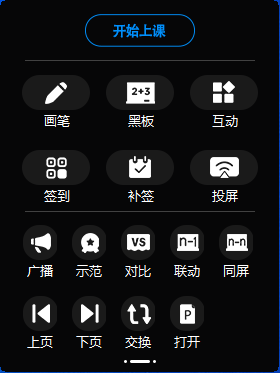 开始上课
2+3
画笔 黑板 互动
签到 补签 投屏
VS n-1 n-n
广播 示范 对比 联动 同屏
P
上页 下页 交换 打开